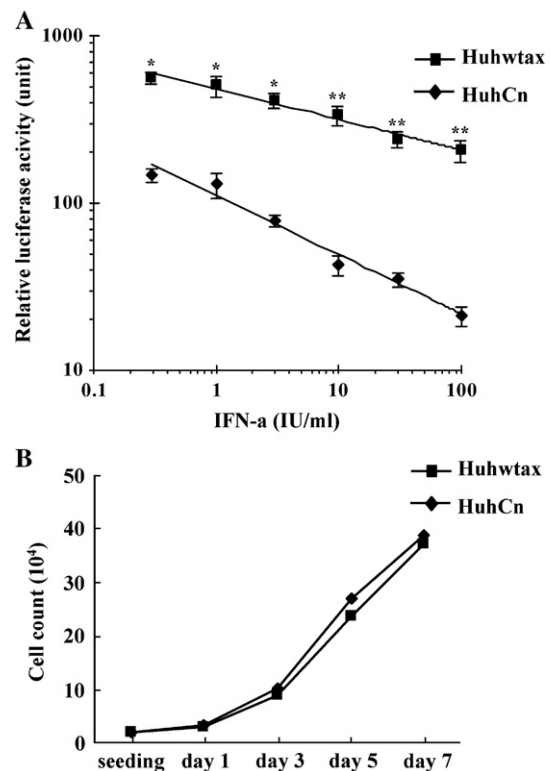 A
Relative luciferase acivity (unit)
1000
100
10
* * * ** ** **
Huhwtax
HuhCn
0.1 1 10 100
IFN-a (IU/ml)
B
Cell count (10⁴)
50
40
30
20
10
0
Huhwtax
HuhCn
seeding day 1 day 3 day 5 day 7